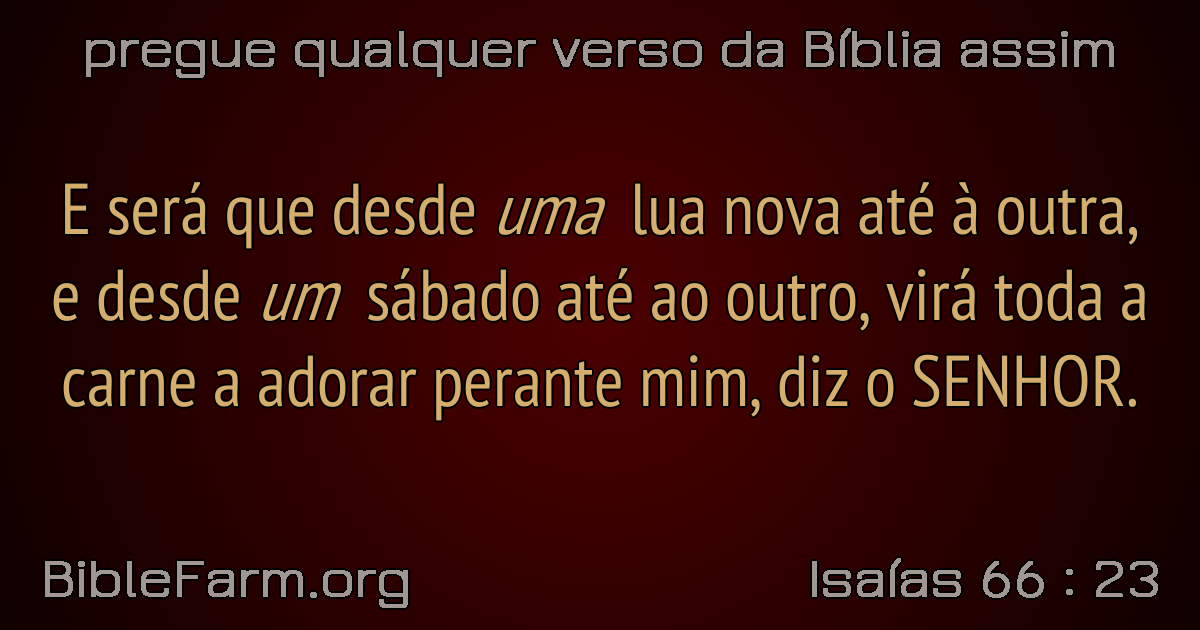 pregue qualquer verso da Bíblia assim
E será que desde uma lua nova até à outra,
e desde um sábado até ao outro, virá toda a
carne a adorar perante mim, diz o SENHOR.
BibleFarm.org
Isaías 66 : 23